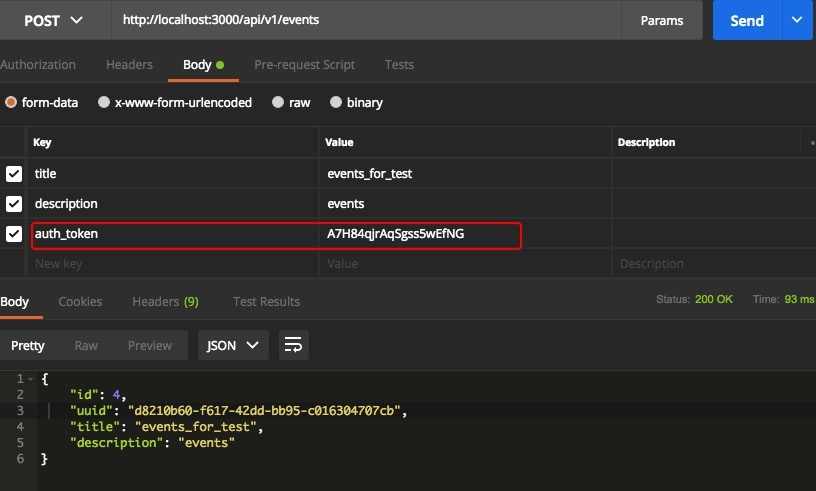 POST http://localhost:3000/api/v1/events Params Send
Authorization Headers Body Pre-request Script Tests
form-data x-www-form-urlencoded raw binary
Key Value Description
title events_for_test
description events
auth_token A7H84qjrAqSgss5wEfNG
New key Value Description
Body Cookies Headers (9) Test Results Status: 200 OK Time: 93 ms
Pretty Raw Preview JSON
1 {
2 "id": 4,
3 "uuid": "d8210b60-f617-42dd-bb95-c016304707cb",
4 "title": "events_for_test",
5 "description": "events"
6 }